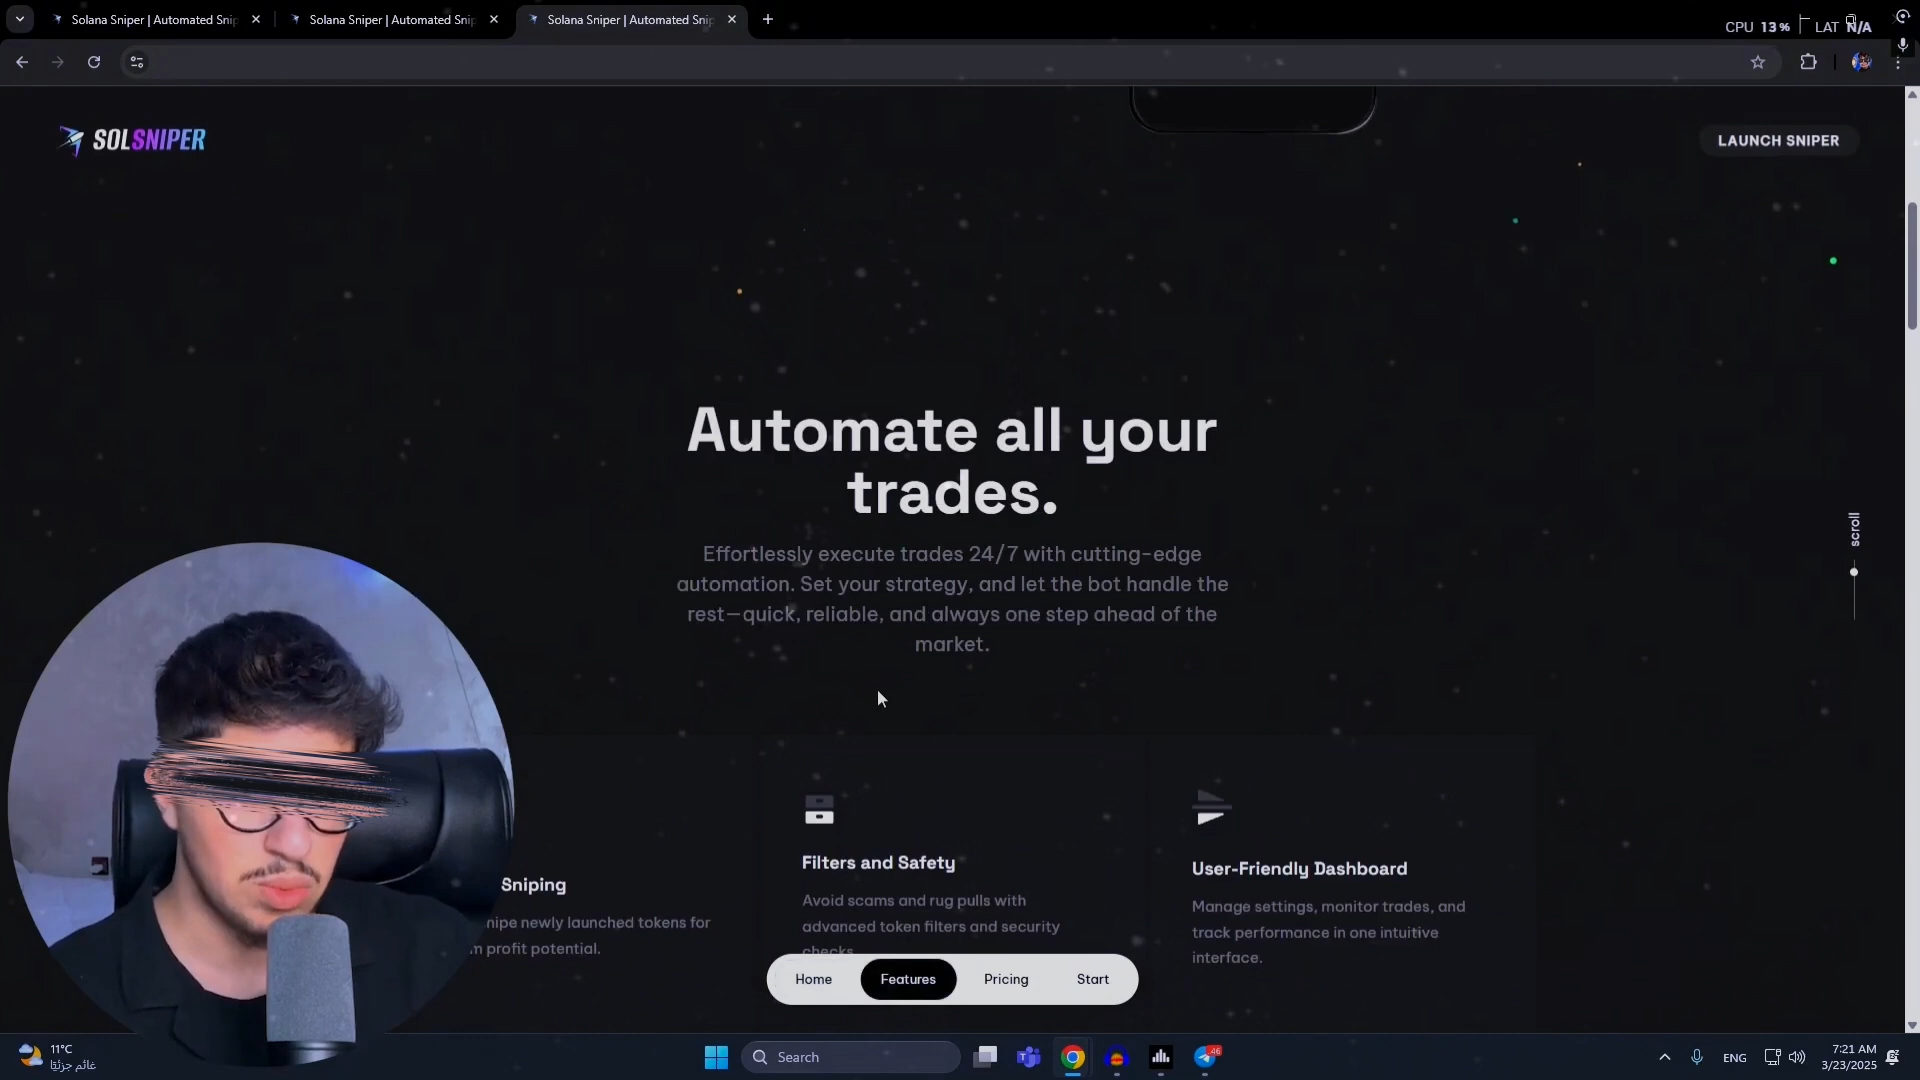 Solana Sniper | Automated Snip
Solana Sniper | Automated Snip
Solana Sniper | Automated Snip
CPU 13% LAT N/A
SOLSNIPER
LAUNCH SNIPER
Automate all your
trades.
Effortlessly execute trades 24/7 with cutting-edge
automation. Set your strategy, and let the bot handle the
rest—quick, reliable, and always one step ahead of the
market.
scroll
Sniping
nipe newly launched tokens for
profit potential.
Filters and Safety
Avoid scams and rug pulls with
advanced token filters and security
checks
User-Friendly Dashboard
Manage settings, monitor trades, and
track performance in one intuitive
interface.
Home Features Pricing Start
11°C
غائم جزئيًا
Search
46
ENG
7:21 AM
3/23/2025